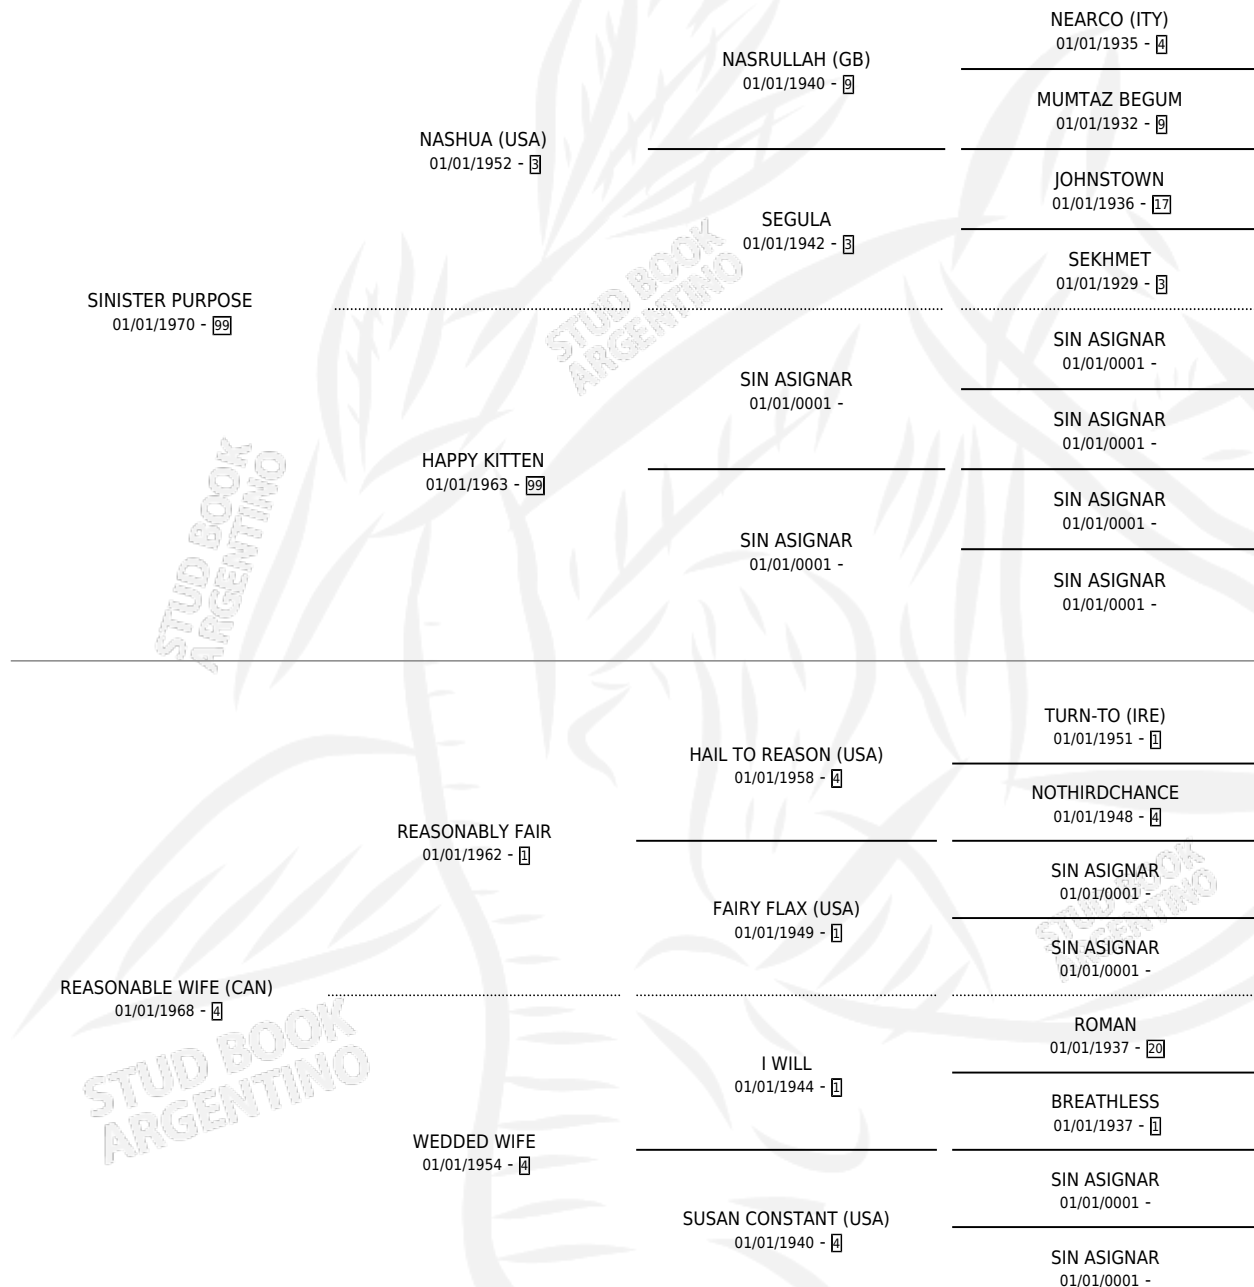 NEARCO (ITY)
01/01/1935 - 4
NASRULLAH (GB)
01/01/1940 - 9
MUMTAZ BEGUM
01/01/1932 - 9
NASHUA (USA)
01/01/1952 - 3
JOHNSTOWN
01/01/1936 - 17
SEGULA
01/01/1942 - 3
SEKHMET
01/01/1929 - 3
SINISTER PURPOSE
01/01/1970 - 99
SIN ASIGNAR
01/01/0001 -
SIN ASIGNAR
01/01/0001 -
SIN ASIGNAR
01/01/0001 -
HAPPY KITTEN
01/01/1963 - 99
SIN ASIGNAR
01/01/0001 -
SIN ASIGNAR
01/01/0001 -
SIN ASIGNAR
01/01/0001 -
STUD BOOK
ARGENTINO
STUD BOOK
ARGENTINO
TURN-TO (IRE)
01/01/1951 - 1
HAIL TO REASON (USA)
01/01/1958 - 4
NOTHIRDCHANCE
01/01/1948 - 4
REASONABLY FAIR
01/01/1962 - 1
SIN ASIGNAR
01/01/0001 -
FAIRY FLAX (USA)
01/01/1949 - 1
SIN ASIGNAR
01/01/0001 -
STUD BOOK
ARGENTINO
REASONABLE WIFE (CAN)
01/01/1968 - 4
ROMAN
01/01/1937 - 20
I WILL
01/01/1944 - 1
BREATHLESS
01/01/1937 - 1
STUD BOOK
ARGENTINO
WEDDED WIFE
01/01/1954 - 4
SIN ASIGNAR
01/01/0001 -
SUSAN CONSTANT (USA)
01/01/1940 - 4
SIN ASIGNAR
01/01/0001 -